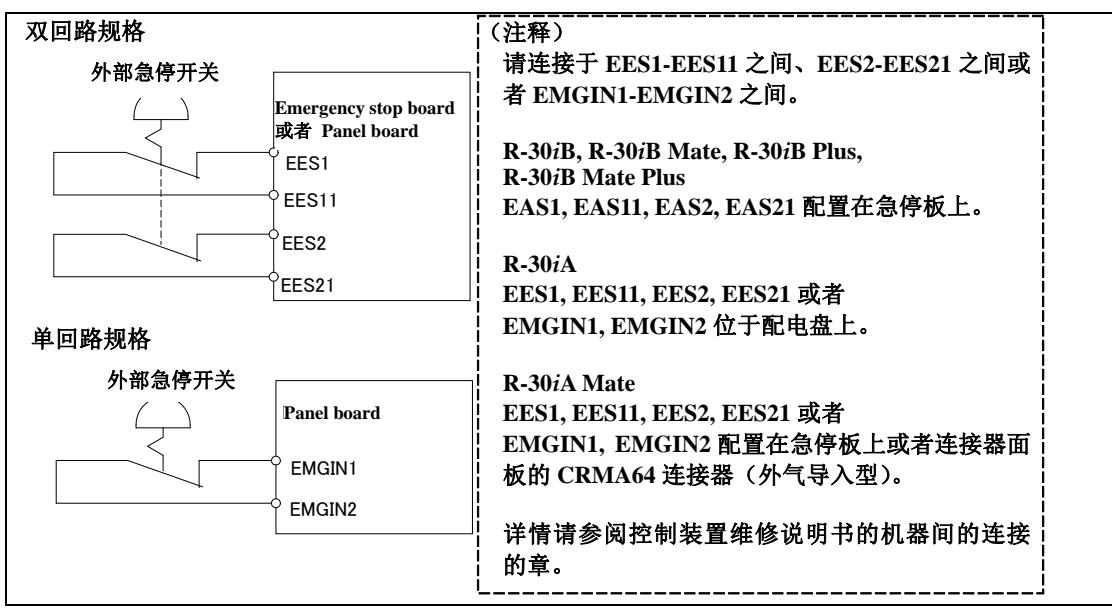 双回路规格
外部急停开关
Emergency stop board
或者 Panel board
EES1
EES11
EES2
EES21
单回路规格
外部急停开关
Panel board
EMGIN1
EMGIN2
（注释）
请连接于 EES1-EES11 之间、EES2-EES21 之间或
者 EMGIN1-EMGIN2 之间。
R-30iB, R-30iB Mate, R-30iB Plus,
R-30iB Mate Plus
EAS1, EAS11, EAS2, EAS21 配置在急停板上。
R-30iA
EES1, EES11, EES2, EES21 或者
EMGIN1, EMGIN2 位于配电盘上。
R-30iA Mate
EES1, EES11, EES2, EES21 或者
EMGIN1, EMGIN2 配置在急停板上或者连接器面
板的 CRMA64 连接器（外气导入型）。
详情请参阅控制装置维修说明书的机器间的连接
的章。